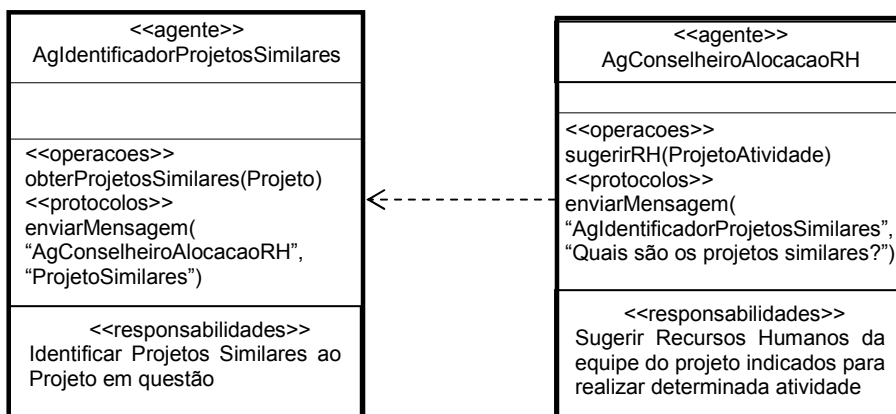 <<agente>>
AgIdentificadorProjetosSimilares
<<operacoes>>
obterProjetosSimilares(Projeto)
<<protocolos>>
enviarMensagem(
“AgConselheiroAlocacaoRH”,
“ProjetoSimilares”)
<<responsabilidades>>
Identificar Projetos Similares ao
Projeto em questão
<<agente>>
AgConselheiroAlocacaoRH
<<operacoes>>
sugerirRH(ProjetoAtividade)
<<protocolos>>
enviarMensagem(
“AgIdentificadorProjetosSimilares”,
“Quais são os projetos similares?”)
<<responsabilidades>>
Sugerir Recursos Humanos da
equipe do projeto indicados para
realizar determinada atividade